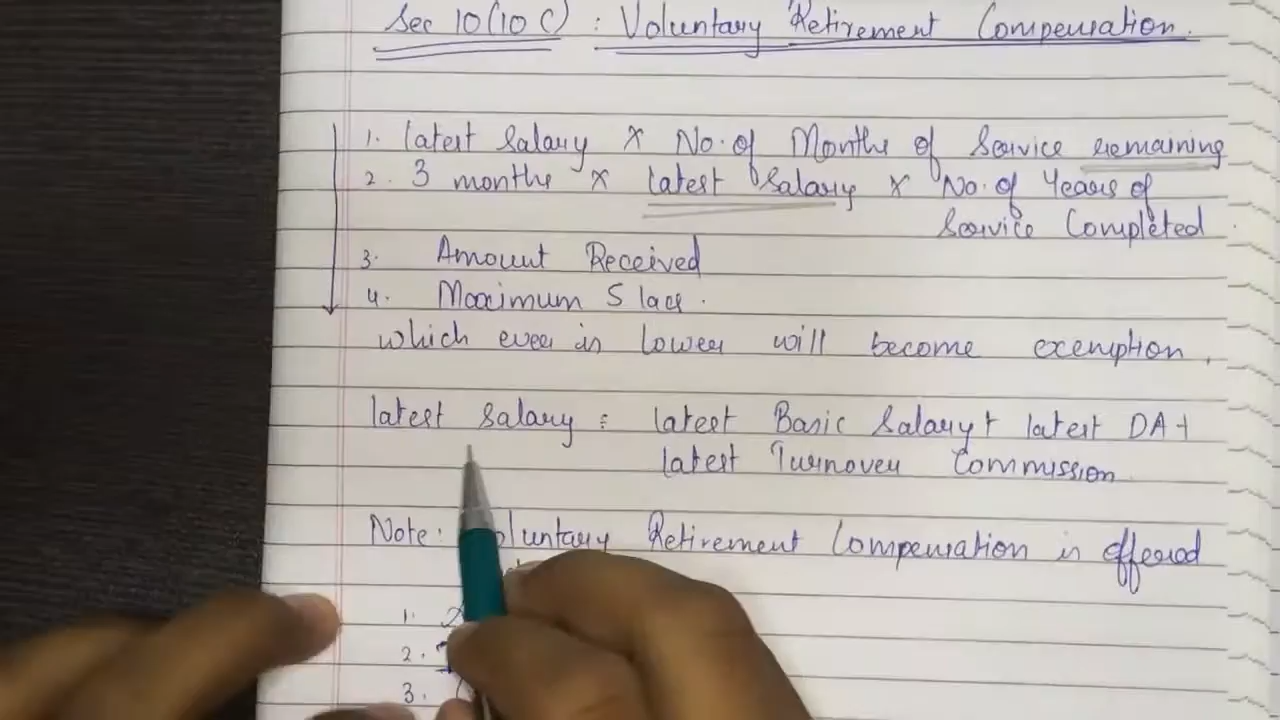 Sec 10(10 C) : Voluntary Retirement Compensation.
1. latest Salary X No. of Months of Service remaining
2. 3 months X latest Salary X No. of Years of
Service Completed
3. Amount Received
4. Maximum 5 lacs.
which ever is lower will become exemption.
latest Salary : latest Basic Salary + latest DA +
latest Turnover Commission
Note: Voluntary Retirement Compensation is offered
1. 2
2.
3.